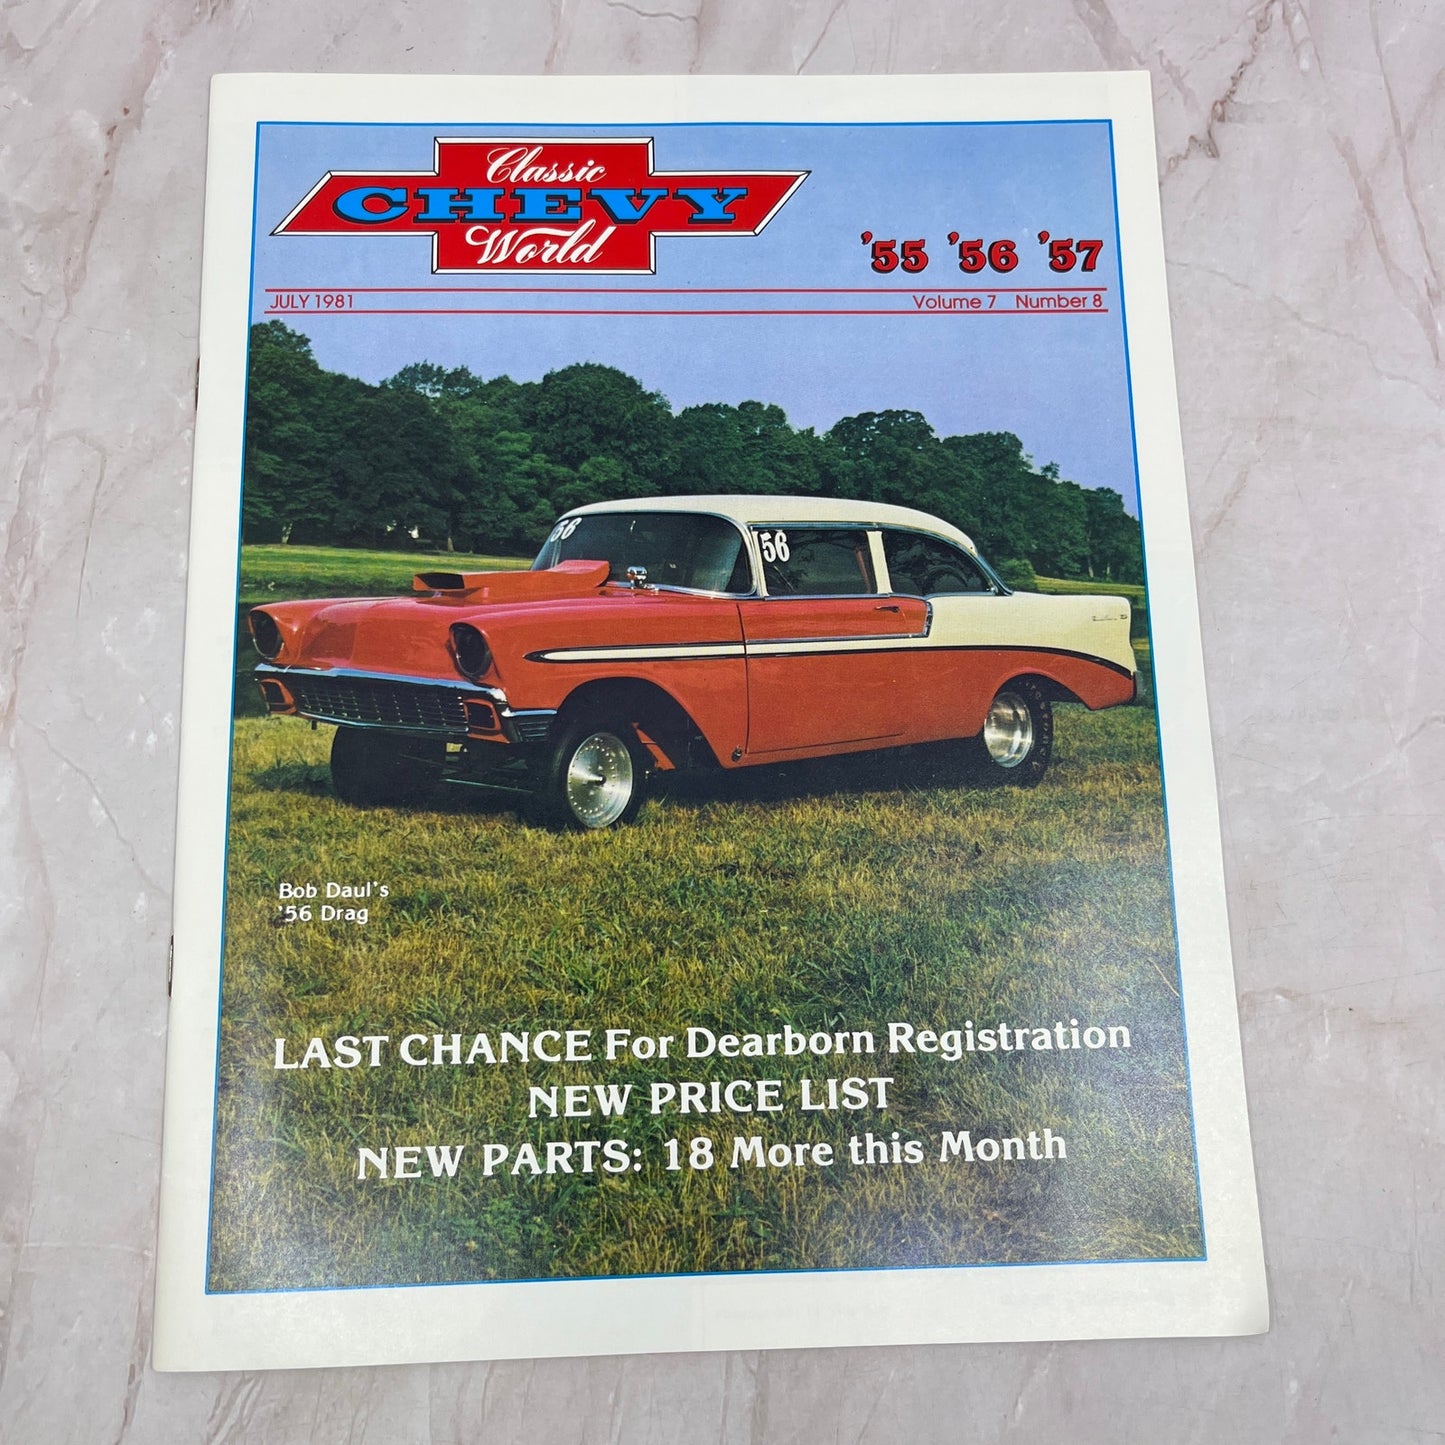 Classic
CHEVY
World
'55 '56 '57
JULY 1981
Volume 7 Number 8
56
56
Bob Daul's
'56 Drag
LAST CHANCE For Dearborn Registration
NEW PRICE LIST
NEW PARTS: 18 More this Month